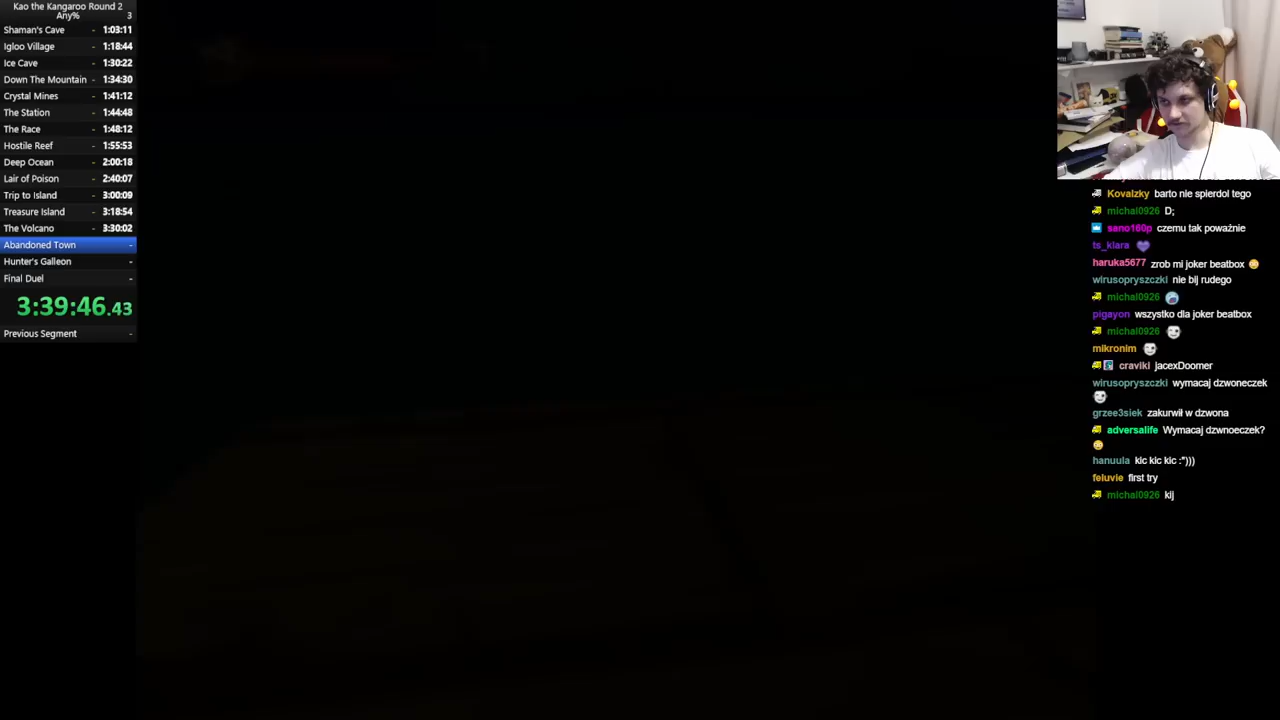 Kao the Kangaroo Round 2
Any% 3
Shaman's Cave - 1:03:11
Igloo Village - 1:18:44
Ice Cave - 1:30:22
Down The Mountain - 1:34:30
Crystal Mines - 1:41:12
The Station - 1:44:48
The Race - 1:48:12
Hostile Reef - 1:55:53
Deep Ocean - 2:00:18
Lair of Poison - 2:40:07
Trip to Island - 3:00:09
Treasure Island - 3:18:54
The Volcano - 3:30:02
Abandoned Town -
Hunter's Galleon -
Final Duel -
3:39:46.43
Previous Segment -
Kovalzky barto nie spierdol tego
michal0926 D;
sano160p czemu tak poważnie
ts_klara
haruka5677 zrob mi joker beatbox
wirusopryszczki nie bij rudego
michal0926
pigayon wszystko dla joker beatbox
michal0926
mikronim
craviki jacexDoomer
wirusopryszczki wymacaj dzwoneczek
grzee3siek zakurwił w dzwona
adversalife Wymacaj dzwnoeczek?
hanuula kic kic kic :")))
feluvie first try
michal0926 kij